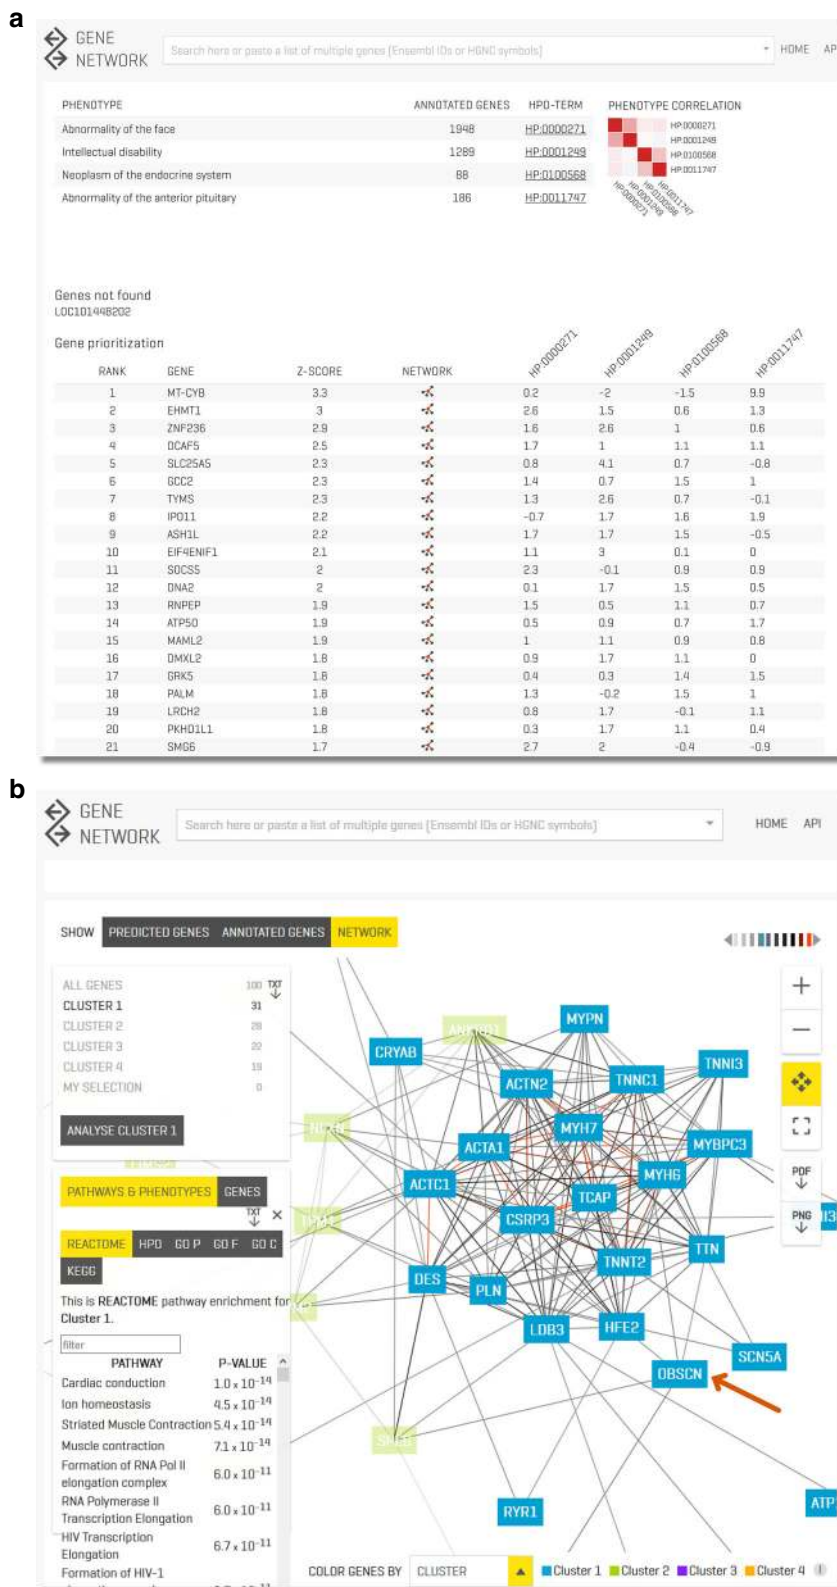 a
GENE
NETWORK
Search here or paste a list of multiple genes (Ensembl IDs or HGNC symbols)
HOME AP
PHENOTYPE ANNOTATED GENES HPO-TERM PHENOTYPE CORRELATION
Abnormality of the face 1948 HP:0000271
Intellectual disability 1289 HP:0001249
Neoplasm of the endocrine system 88 HP:0100568
Abnormality of the anterior pituitary 186 HP:0011747
HP:0000271
HP:0001249
HP:0100568
HP:0011747
HP:0000271 HP:0001249 HP:0100568 HP:0011747
Genes not found
LOC101448202
Gene prioritization
RANK GENE Z-SCORE NETWORK HP:0000271 HP:0001249 HP:0100568 HP:0011747
1 MT-CYB 3.3 0.2 -2 -1.5 9.9
2 EHMT1 3 2.6 1.5 0.6 1.3
3 ZNF236 2.9 1.6 2.6 1 0.6
4 DCAF5 2.5 1.7 1 1.1 1.1
5 SLC25A5 2.3 0.8 4.1 0.7 -0.8
6 GCC2 2.3 1.4 0.7 1.5 1
7 TYMS 2.3 1.3 2.6 0.7 -0.1
8 IPO11 2.2 -0.7 1.7 1.6 1.9
9 ASH1L 2.2 1.7 1.7 1.5 -0.5
10 EIF4ENIF1 2.1 1.1 3 0.1 0
11 SOCS5 2 2.3 -0.1 0.9 0.9
12 DNA2 2 0.1 1.7 1.5 0.5
13 RNPEP 1.9 1.5 0.5 1.1 0.7
14 ATP5O 1.9 0.5 0.9 0.7 1.7
15 MAML2 1.9 1 1.1 0.9 0.8
16 DMXL2 1.8 0.9 1.7 1.1 0
17 GRK5 1.8 0.4 0.3 1.4 1.5
18 PALM 1.8 1.3 -0.2 1.5 1
19 LRCH2 1.8 0.8 1.7 -0.1 1.1
20 PKHD1L1 1.8 0.3 1.7 1.1 0.4
21 SMG6 1.7 2.7 2 -0.4 -0.9
b
GENE
NETWORK
Search here or paste a list of multiple genes (Ensembl IDs or HGNC symbols)
HOME API
SHOW PREDICTED GENES ANNOTATED GENES NETWORK
ALL GENES 100 TXT
CLUSTER 1 31
CLUSTER 2 28
CLUSTER 3 22
CLUSTER 4 19
MY SELECTION 0
ANALYSE CLUSTER 1
PATHWAYS & PHENOTYPES GENES
TXT
REACTOME HPO GO P GO F GO C
KEGG
This is REACTOME pathway enrichment for
Cluster 1.
filter
PATHWAY P-VALUE
Cardiac conduction 1.0 x 10⁻¹⁴
Ion homeostasis 4.5 x 10⁻¹⁴
Striated Muscle Contraction 5.4 x 10⁻¹⁴
Muscle contraction 7.1 x 10⁻¹⁴
Formation of RNA Pol II
elongation complex 6.0 x 10⁻¹¹
RNA Polymerase II
Transcription Elongation 6.0 x 10⁻¹¹
HIV Transcription
Elongation 6.7 x 10⁻¹¹
Formation of HIV-1
MYPN
CRYAB
TNNI3
ACTN2
TNNC1
MYH7
ACTA1
MYBPC3
MYH6
ACTC1
TCAP
CSRP3
TTN
TNNT2
DES
PLN
LDB3
HFE2
SCN5A
OBSCN
RYR1
ATP
PDF
PNG
COLOR GENES BY CLUSTER Cluster 1 Cluster 2 Cluster 3 Cluster 4